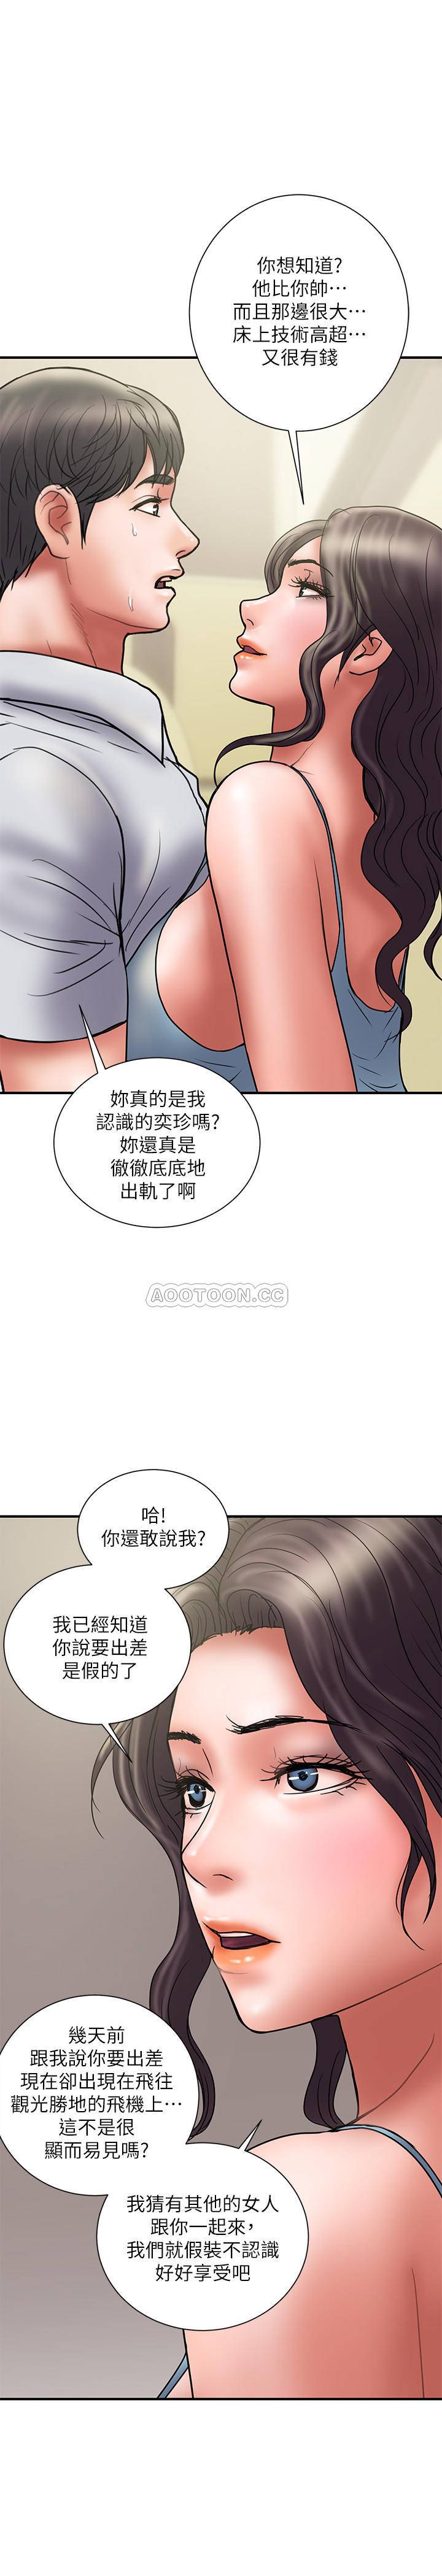 你想知道?
他比你帥⋯
而且那邊很大⋯
床上技術高超⋯
又很有錢
妳真的是我
認識的奕珍嗎?
妳還真是
徹徹底底地
出軌了啊
AOOTOON.CC
哈!
你還敢說我?
我已經知道
你說要出差
是假的了
幾天前
跟我說你要出差
現在卻出現在飛往
觀光勝地的飛機上⋯
這不是很
顯而易見嗎?
我猜有其他的女人
跟你一起來,
我們就假裝不認識
好好享受吧